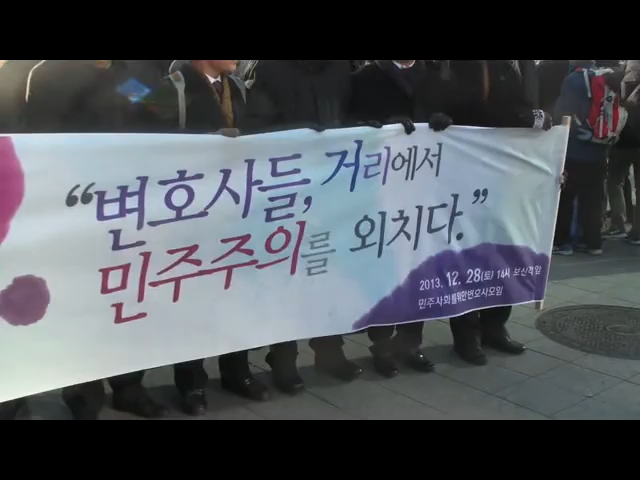 “변호사들, 거리에서
민주주의를 외치다.”
2013. 12. 28(토) 14시 보신각앞
민주사회를위한변호사모임